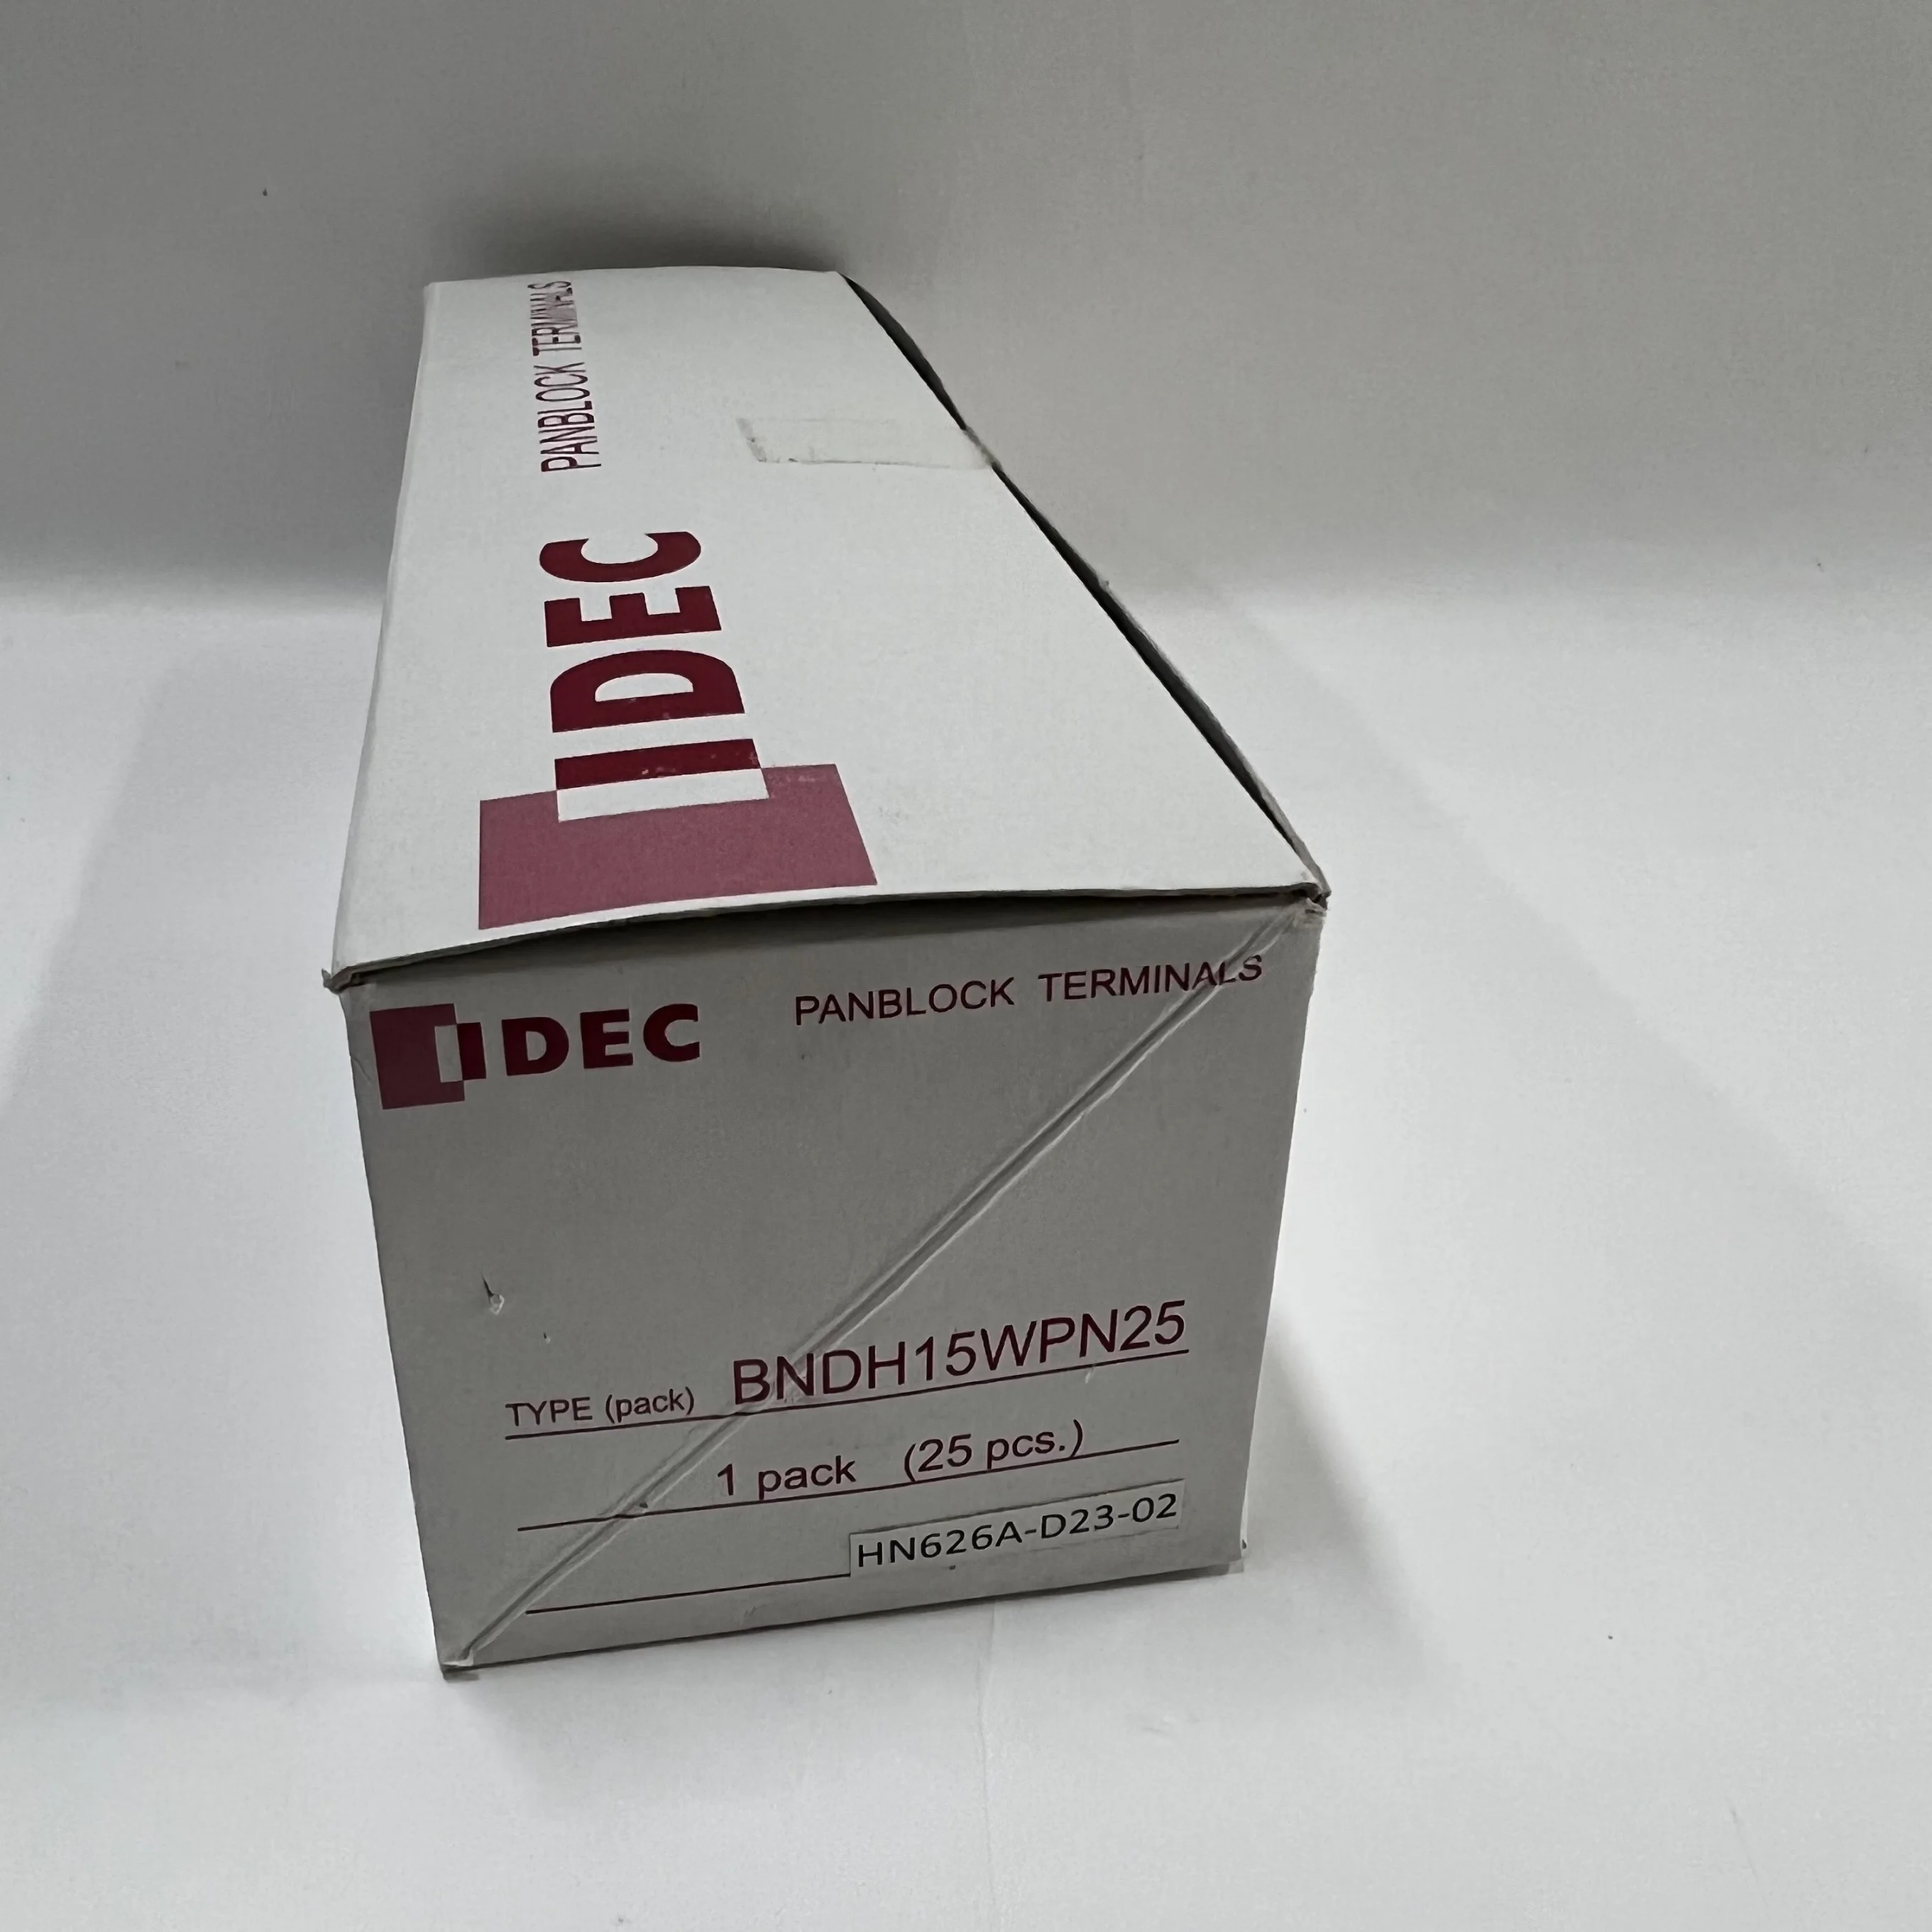 IDEC PANBLOCK TERMINALS
IDEC PANBLOCK TERMINALS
TYPE (pack) BNDH15WPN25
1 pack (25 pcs.)
HN626A-D23-02